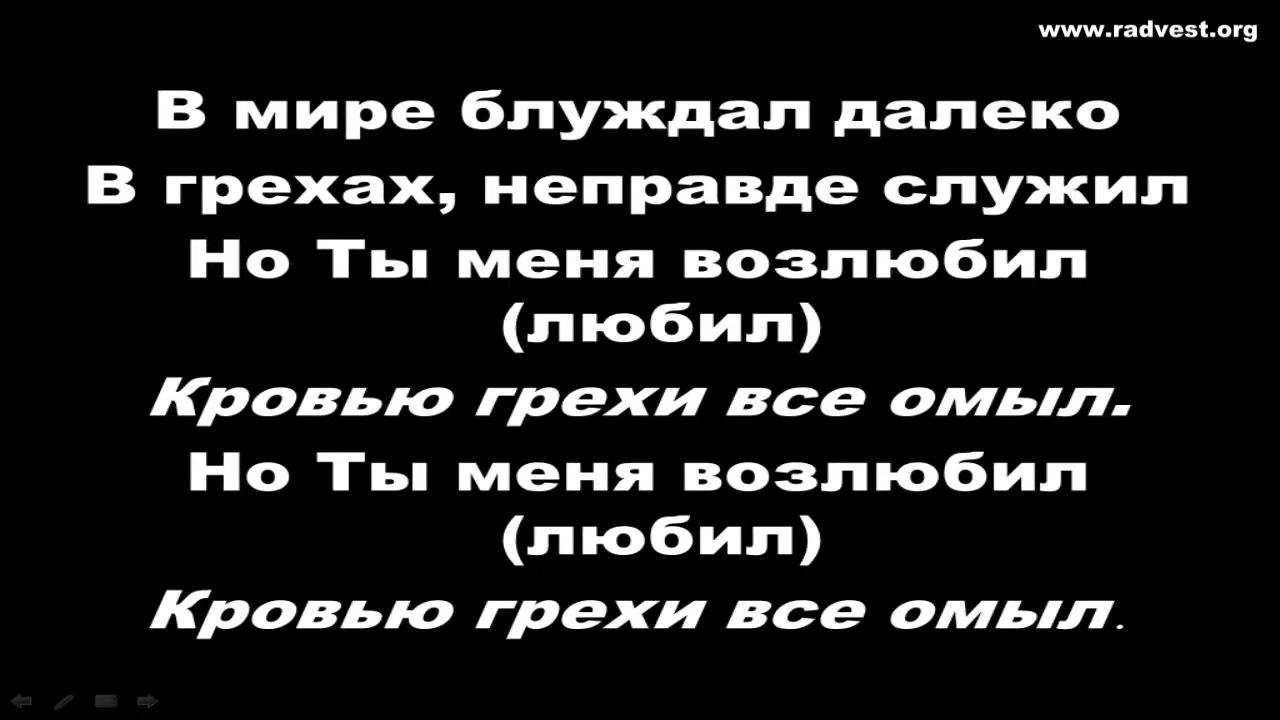 www.radvest.org
В мире блуждал далеко
В грехах, неправде служил
Но Ты меня возлюбил
(любил)
Кровью грехи все омыл.
Но Ты меня возлюбил
(любил)
Кровью грехи все омыл.